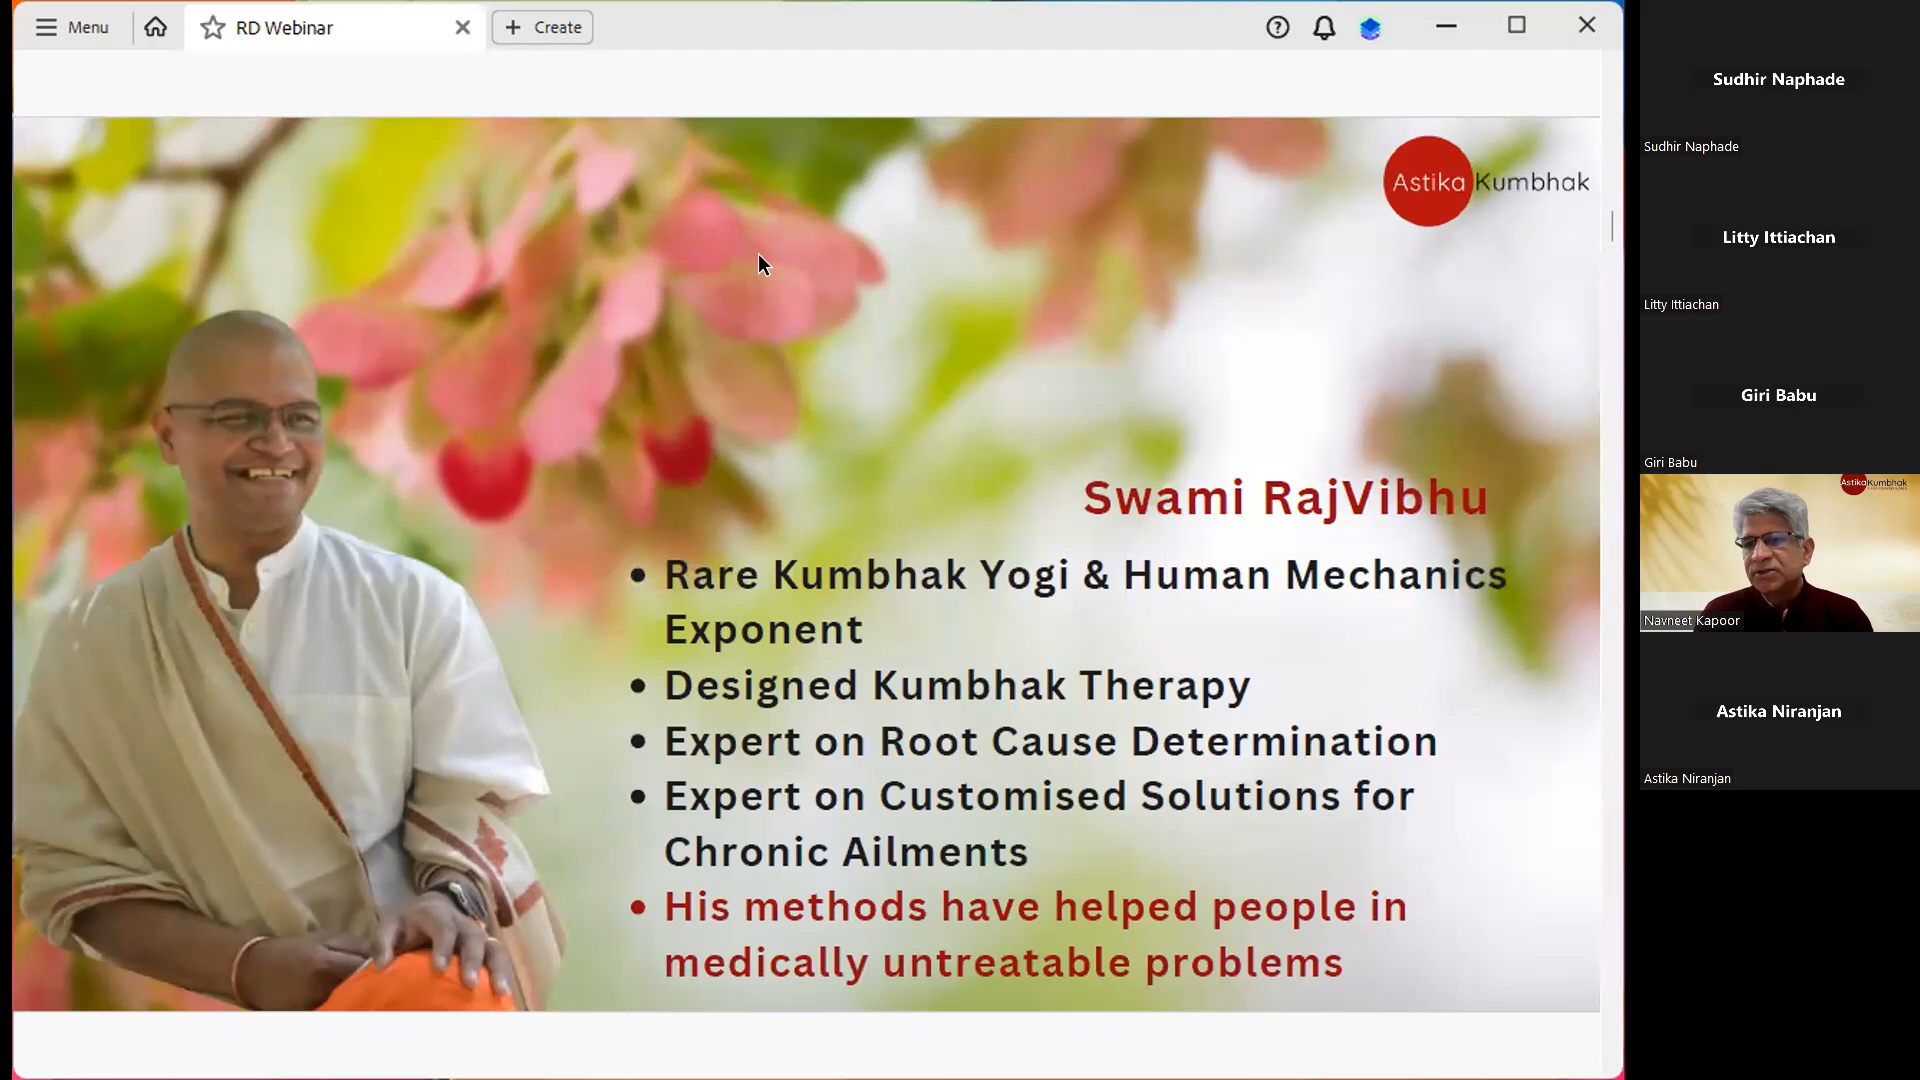 Menu
RD Webinar
Create
Astika Kumbhak
Swami RajVibhu
• Rare Kumbhak Yogi & Human Mechanics
Exponent
• Designed Kumbhak Therapy
• Expert on Root Cause Determination
• Expert on Customised Solutions for
Chronic Ailments
• His methods have helped people in
medically untreatable problems
Sudhir Naphade
Sudhir Naphade
Litty Ittiachan
Litty Ittiachan
Giri Babu
Giri Babu
Astika Kumbhak
Navneet Kapoor
Astika Niranjan
Astika Niranjan